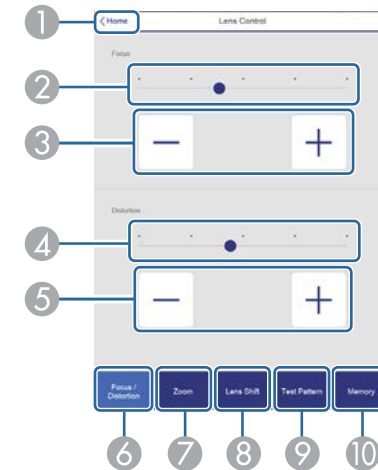 1
Home
Lens Control
Focus
2
3
Distortion
4
5
Focus /
Distortion
Zoom
Lens Shift
Test Pattern
Memory
6
7
8
9
10